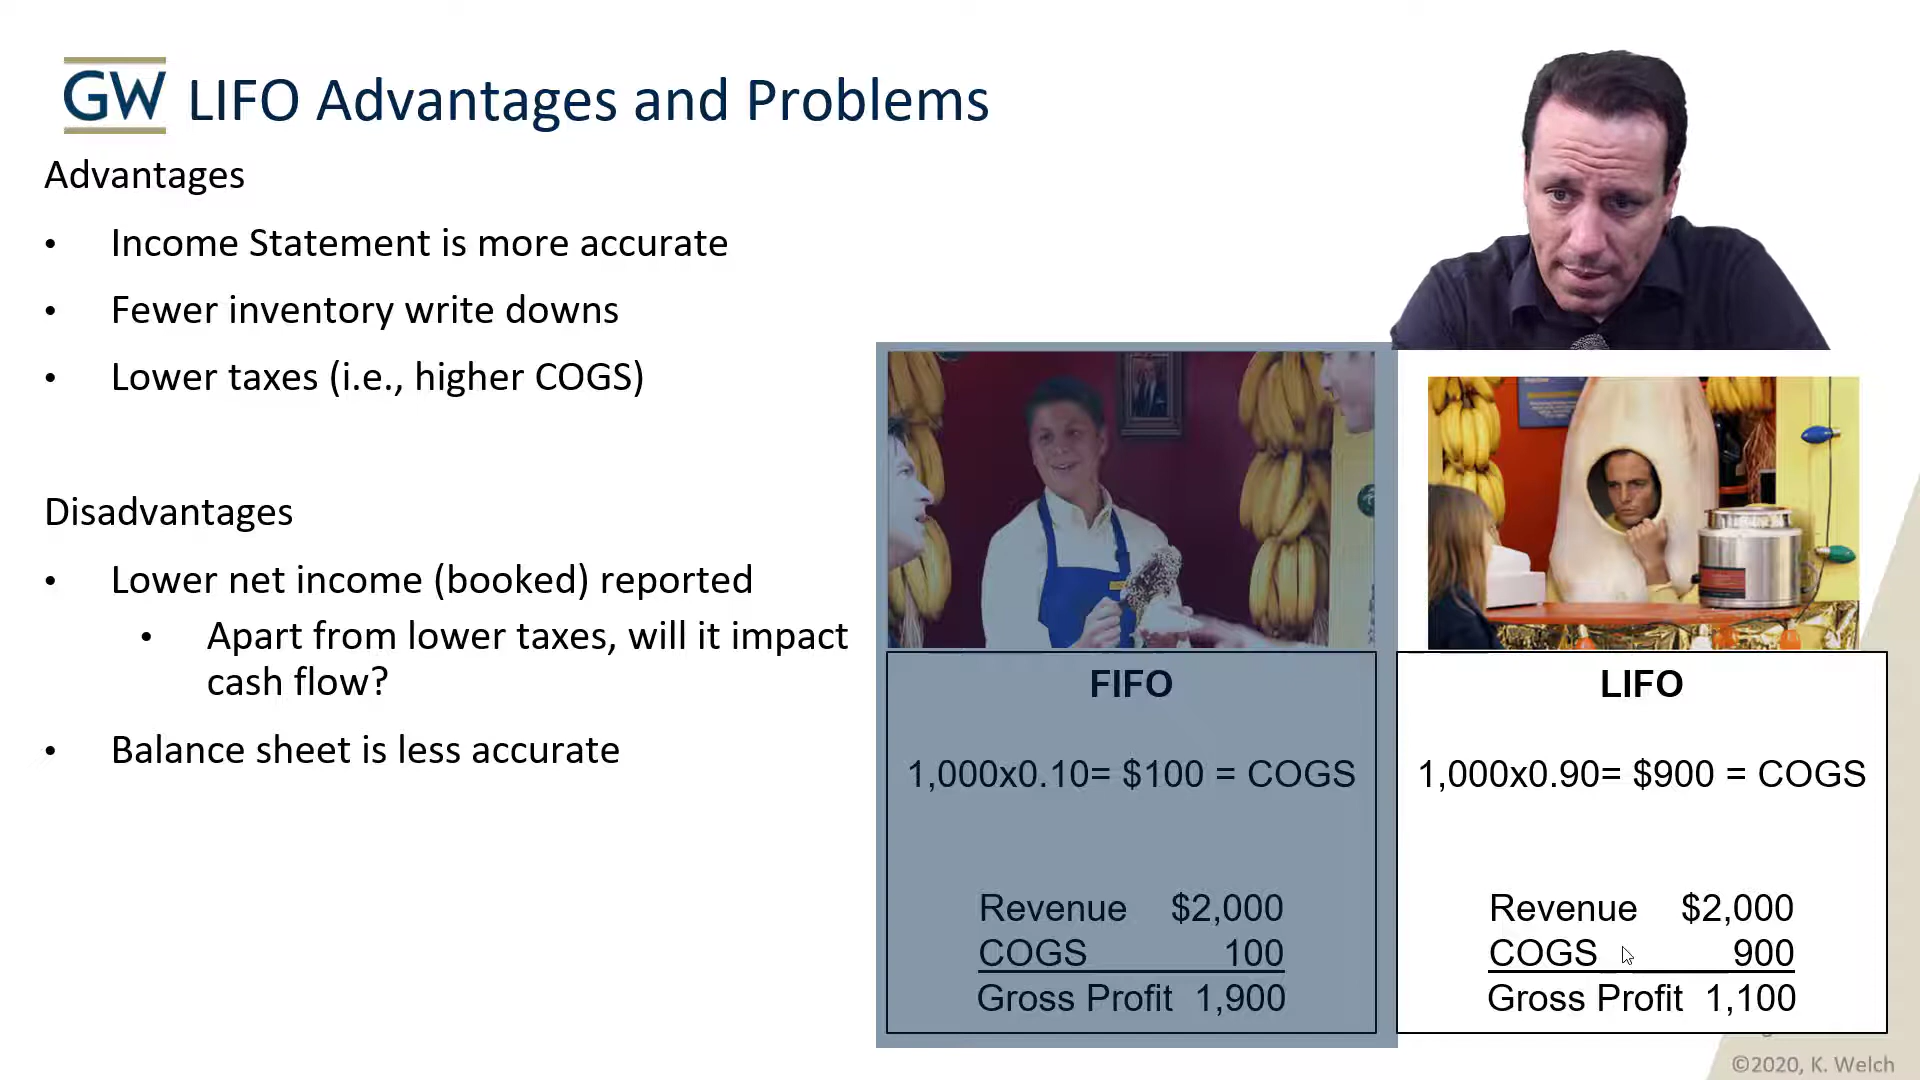 GW LIFO Advantages and Problems
Advantages
• Income Statement is more accurate
• Fewer inventory write downs
• Lower taxes (i.e., higher COGS)
Disadvantages
• Lower net income (booked) reported
• Apart from lower taxes, will it impact
cash flow?
• Balance sheet is less accurate
FIFO
1,000x0.10= $100 = COGS
Revenue $2,000
COGS 100
Gross Profit 1,900
LIFO
1,000x0.90= $900 = COGS
Revenue $2,000
COGS 900
Gross Profit 1,100
©2020, K. Welch